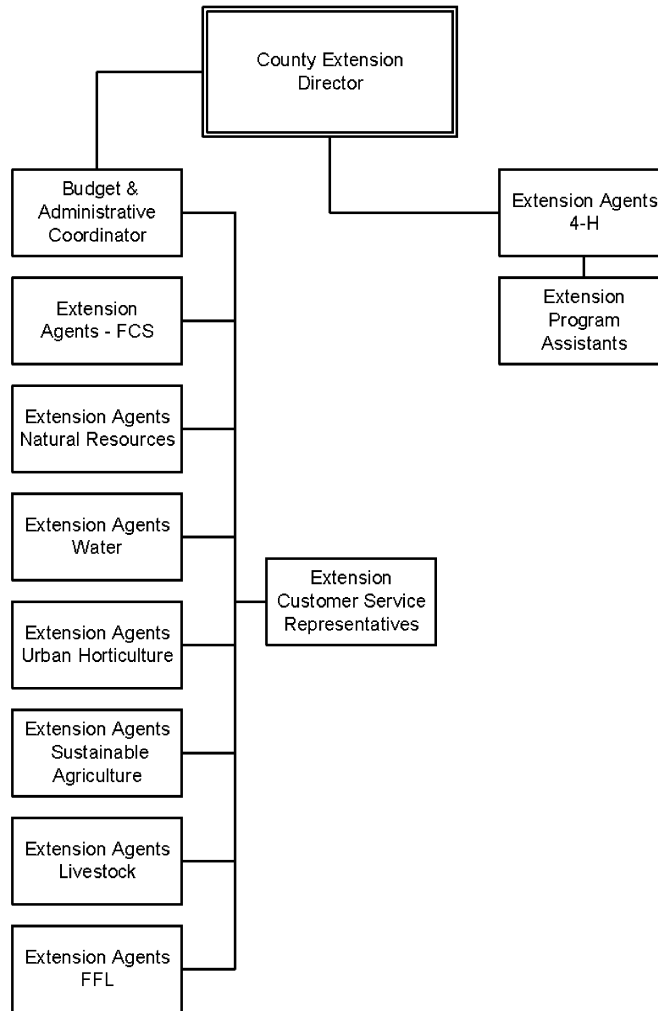 County Extension
Director
Budget &
Administrative
Coordinator
Extension Agents
4-H
Extension
Agents - FCS
Extension
Program
Assistants
Extension Agents
Natural Resources
Extension Agents
Water
Extension
Customer Service
Representatives
Extension Agents
Urban Horticulture
Extension Agents
Sustainable
Agriculture
Extension Agents
Livestock
Extension Agents
FFL